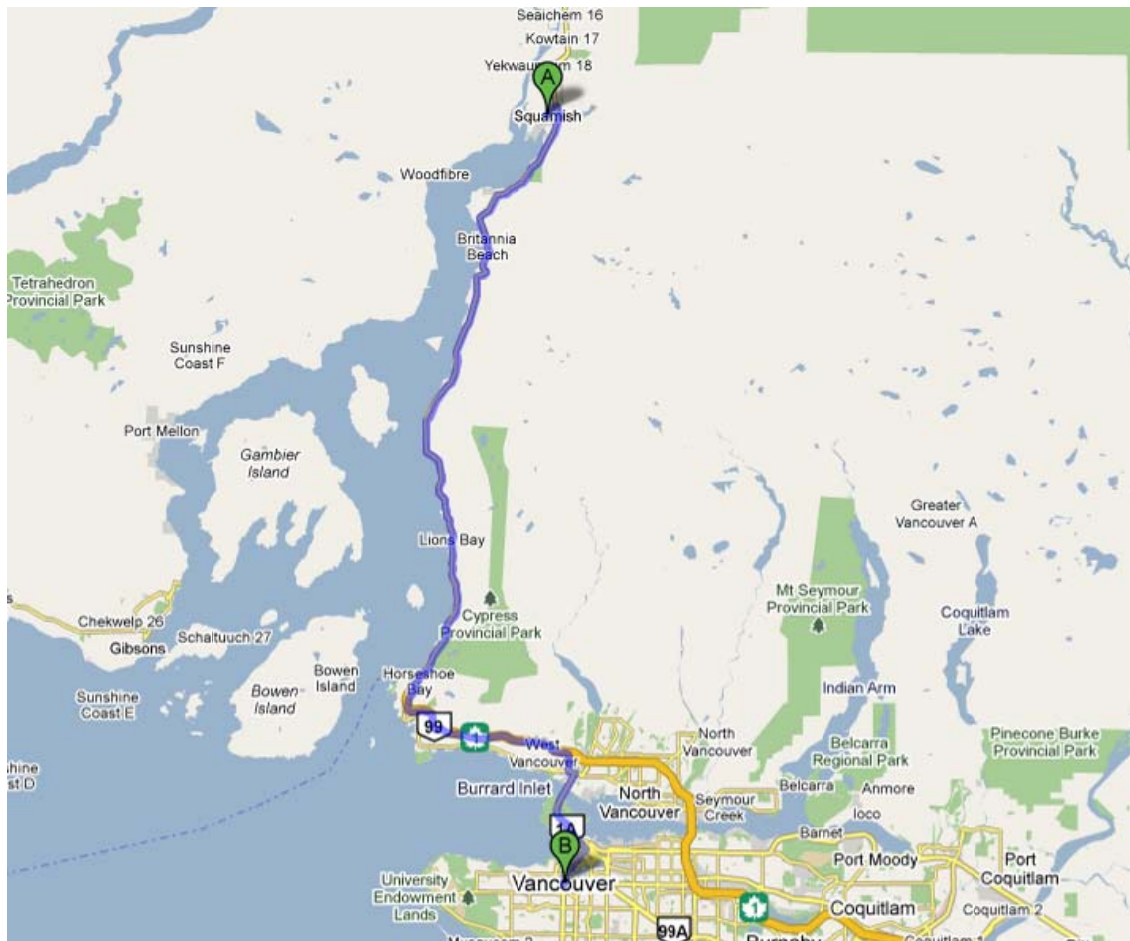 Seaichem 16
Kowtain 17
Yekwaupsum 18
A
Squamish
Woodfibre
Britannia
Beach
Tetrahedron
Provincial Park
Sunshine
Coast F
Port Mellon
Gambier
Island
Greater
Vancouver A
Lions Bay
Mt Seymour
Provincial Park
Chekwelp 26
Cypress
Provincial Park
Coquitlam
Lake
Schaltuuch 27
Gibsons
Horseshoe
Bay
Bowen
Island
Bowen
Island
Sunshine
Coast E
Indian Arm
99
1
West
Vancouver
North
Vancouver
Belcarra
Regional Park
Pinecone Burke
Provincial Park
Burrard Inlet
North
Vancouver
Seymour
Creek
Belcarra
Anmore
Ioco
1A
Barnet
B
Port Moody
Port
Coquitlam
Vancouver
University
Endowment
Lands
1
Coquitlam
Coquitlam 2
99A
Burnaby
Coquitlam 1